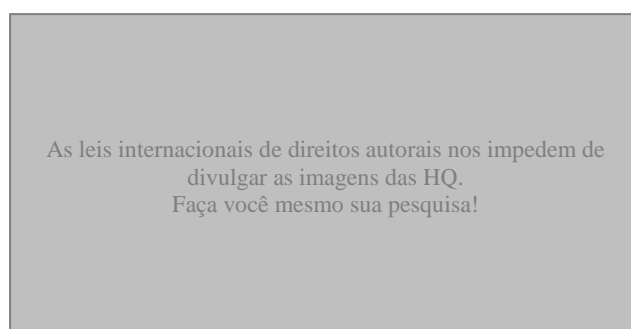 As leis internacionais de direitos autorais nos impedem de
divulgar as imagens das HQ.
Faça você mesmo sua pesquisa!